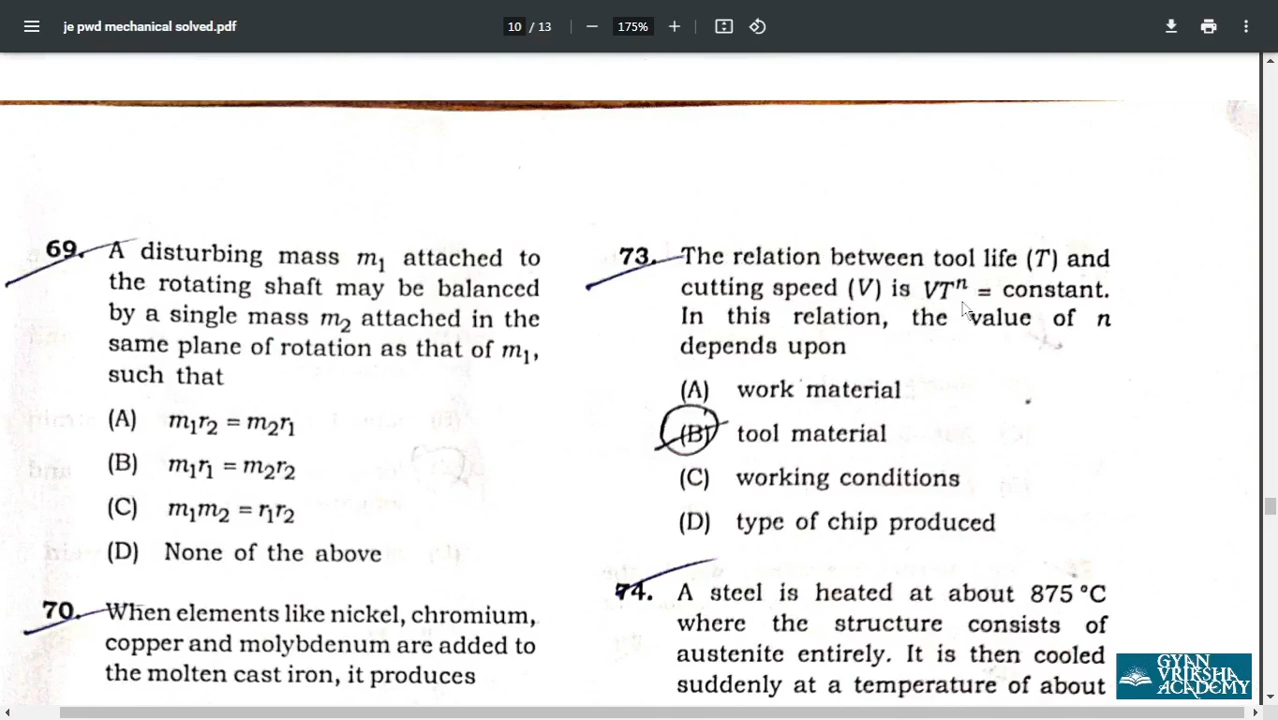 je pwd mechanical solved.pdf
10 / 13
175%
69. A disturbing mass m₁ attached to
the rotating shaft may be balanced
by a single mass m₂ attached in the
same plane of rotation as that of m₁,
such that
(A) m₁r₂ = m₂r₁
(B) m₁r₁ = m₂r₂
(C) m₁m₂ = r₁r₂
(D) None of the above
70. When elements like nickel, chromium,
copper and molybdenum are added to
the molten cast iron, it produces
73. The relation between tool life (T) and
cutting speed (V) is VTⁿ = constant.
In this relation, the value of n
depends upon
(A) work material
(B) tool material
(C) working conditions
(D) type of chip produced
74. A steel is heated at about 875 °C
where the structure consists of
austenite entirely. It is then cooled
suddenly at a temperature of about
GYAN
VRIKSHA
ACADEMY